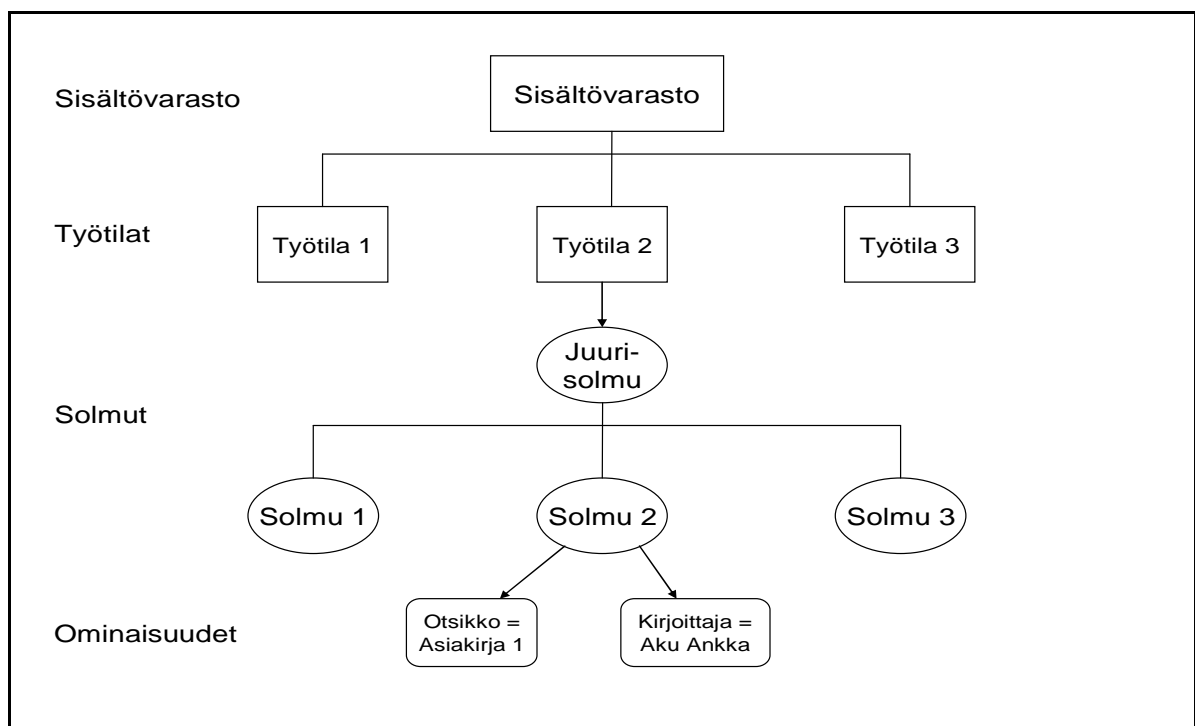 Sisältövarasto
Sisältövarasto
Työtilat
Työtila 1
Työtila 2
Työtila 3
Juuri-
solmu
Solmut
Solmu 1
Solmu 2
Solmu 3
Ominaisuudet
Otsikko =
Asiakirja 1
Kirjoittaja =
Aku Ankka